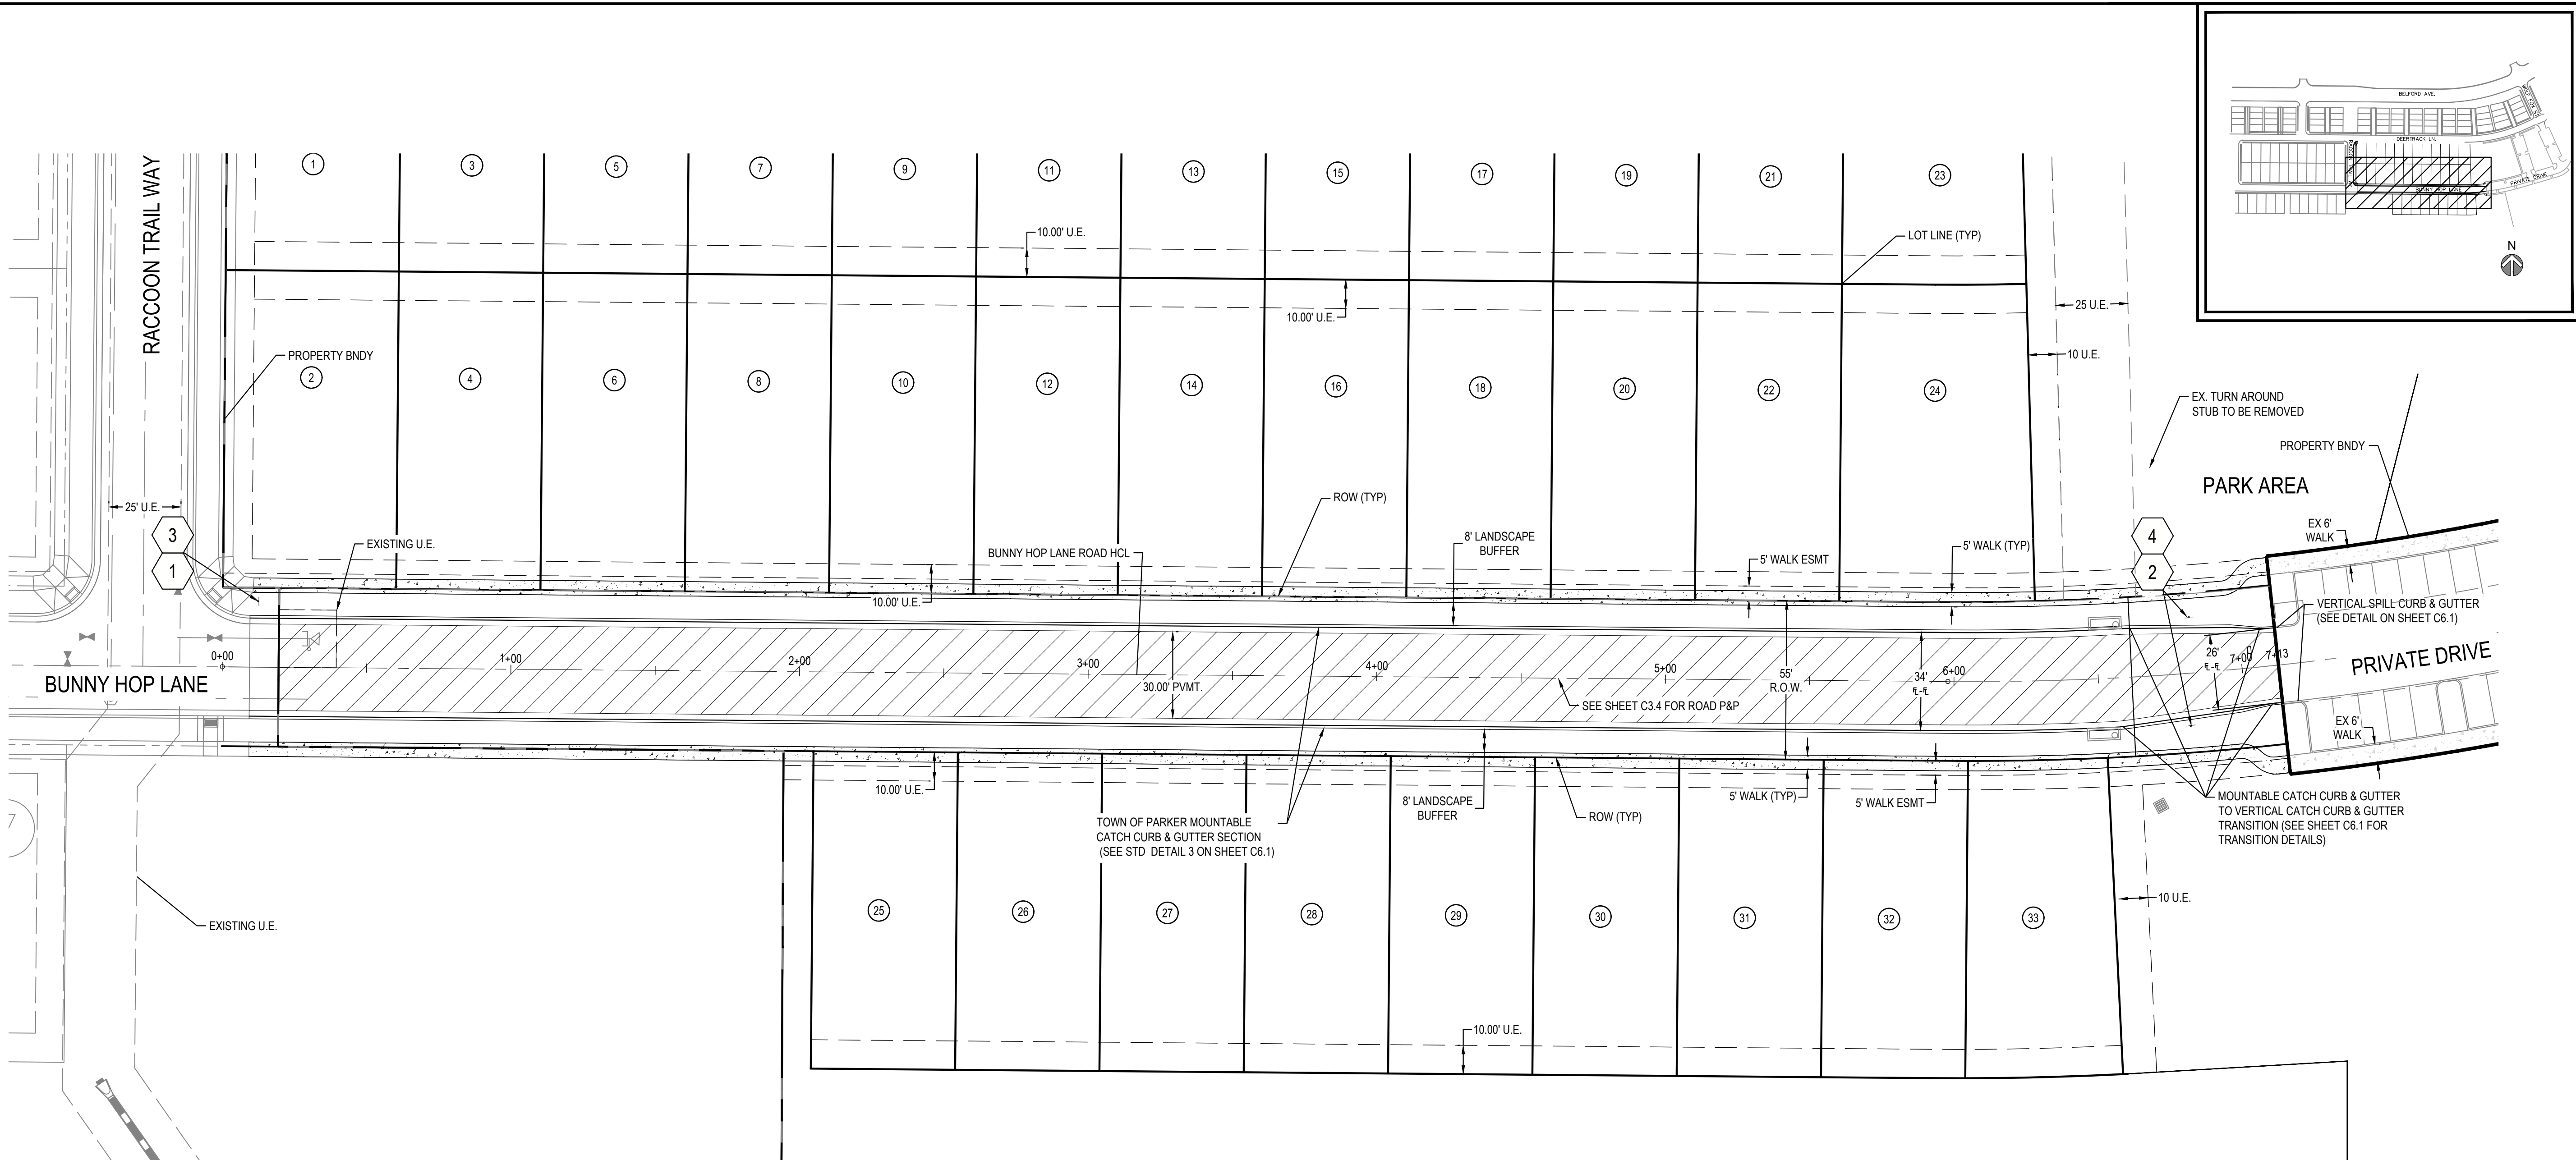 BELFORD AVE.
DEERTRACK LN.
BUNNY HOP LANE
PRIVATE DRIVE
N
RACCOON TRAIL WAY
1
3
5
7
9
11
13
15
17
19
21
23
10.00' U.E.
LOT LINE (TYP)
10.00' U.E.
25 U.E.
10 U.E.
PROPERTY BNDY
2
4
6
8
10
12
14
16
18
20
22
24
EX. TURN AROUND
STUB TO BE REMOVED
PROPERTY BNDY
PARK AREA
25' U.E.
3
1
EXISTING U.E.
BUNNY HOP LANE ROAD HCL
10.00' U.E.
ROW (TYP)
8' LANDSCAPE
BUFFER
5' WALK ESMT
5' WALK (TYP)
4
2
EX 6'
WALK
VERTICAL SPILL CURB & GUTTER
(SEE DETAIL ON SHEET C6.1)
BUNNY HOP LANE
0+00
1+00
2+00
3+00
4+00
5+00
6+00
7+00
7+13
30.00' PVMT.
SEE SHEET C3.4 FOR ROAD P&P
55'
R.O.W.
34'
℄-℄
26'
℄-℄
PRIVATE DRIVE
EX 6'
WALK
10.00' U.E.
TOWN OF PARKER MOUNTABLE
CATCH CURB & GUTTER SECTION
(SEE STD DETAIL 3 ON SHEET C6.1)
8' LANDSCAPE
BUFFER
ROW (TYP)
5' WALK (TYP)
5' WALK ESMT
MOUNTABLE CATCH CURB & GUTTER
TO VERTICAL CATCH CURB & GUTTER
TRANSITION (SEE SHEET C6.1 FOR
TRANSITION DETAILS)
7
EXISTING U.E.
25
26
27
28
29
30
31
32
33
10 U.E.
10.00' U.E.